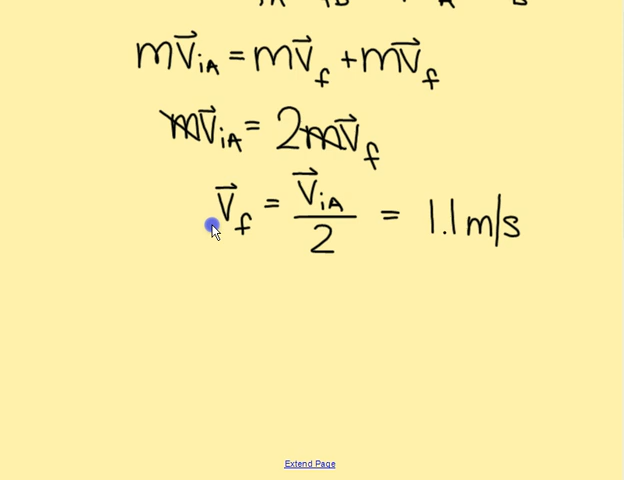 mv⃗iA = mv⃗f + mv⃗f
mv⃗iA = 2mv⃗f
v⃗f = v⃗iA / 2 = 1.1 m/s
Extend Page